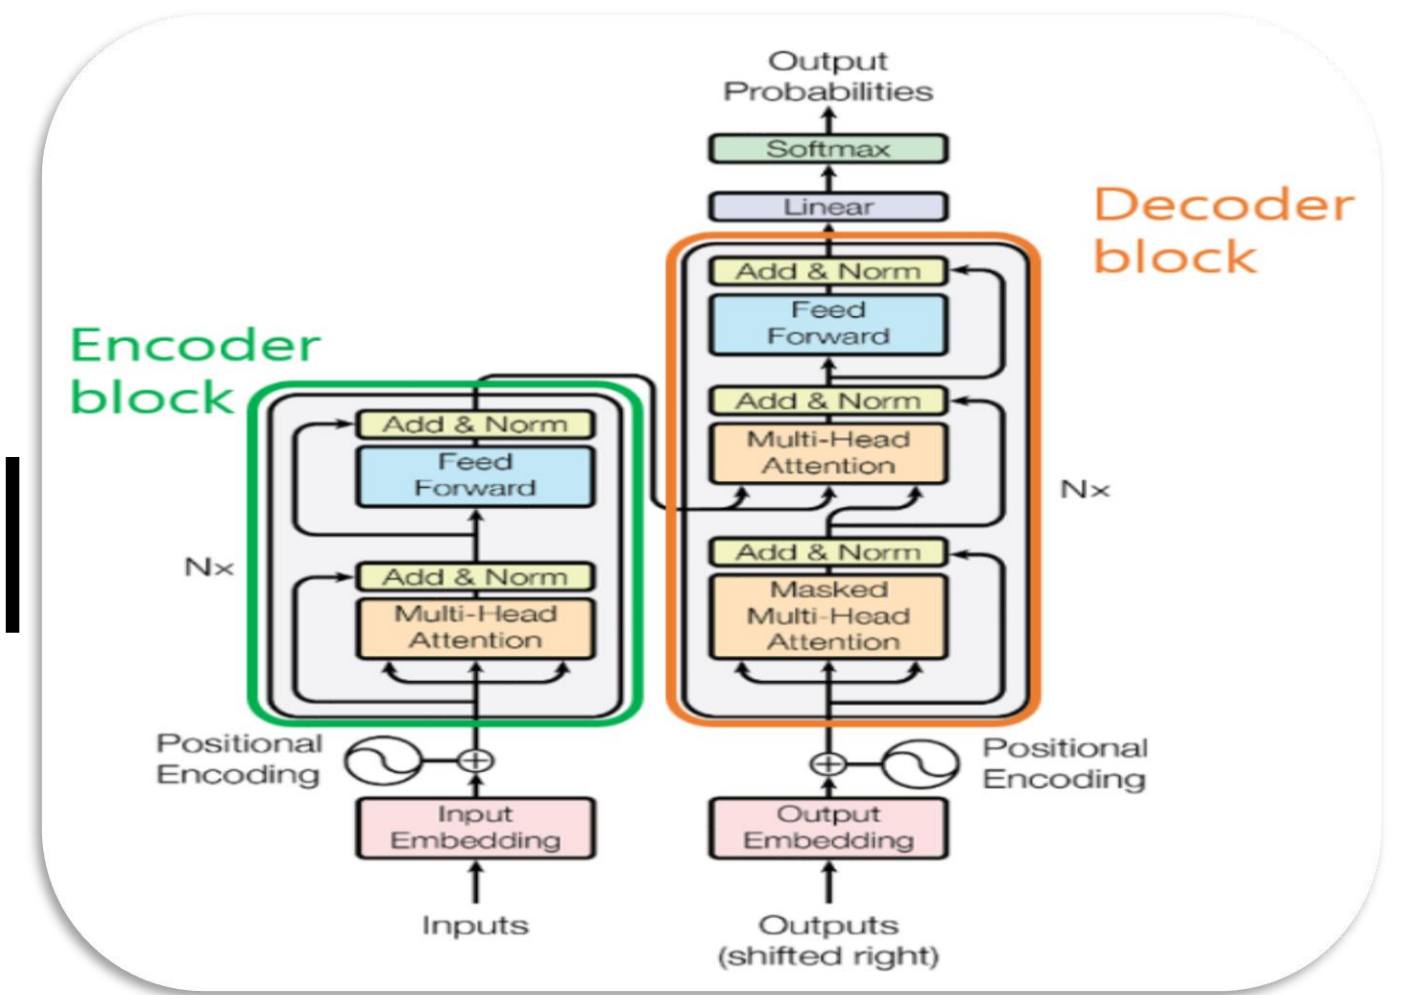 Output
Probabilities
Softmax
Linear
Decoder
block
Add & Norm
Feed
Forward
Add & Norm
Multi-Head
Attention
Nx
Add & Norm
Masked
Multi-Head
Attention
Positional
Encoding
Output
Embedding
Outputs
(shifted right)
Encoder
block
Add & Norm
Feed
Forward
Nx
Add & Norm
Multi-Head
Attention
Positional
Encoding
Input
Embedding
Inputs